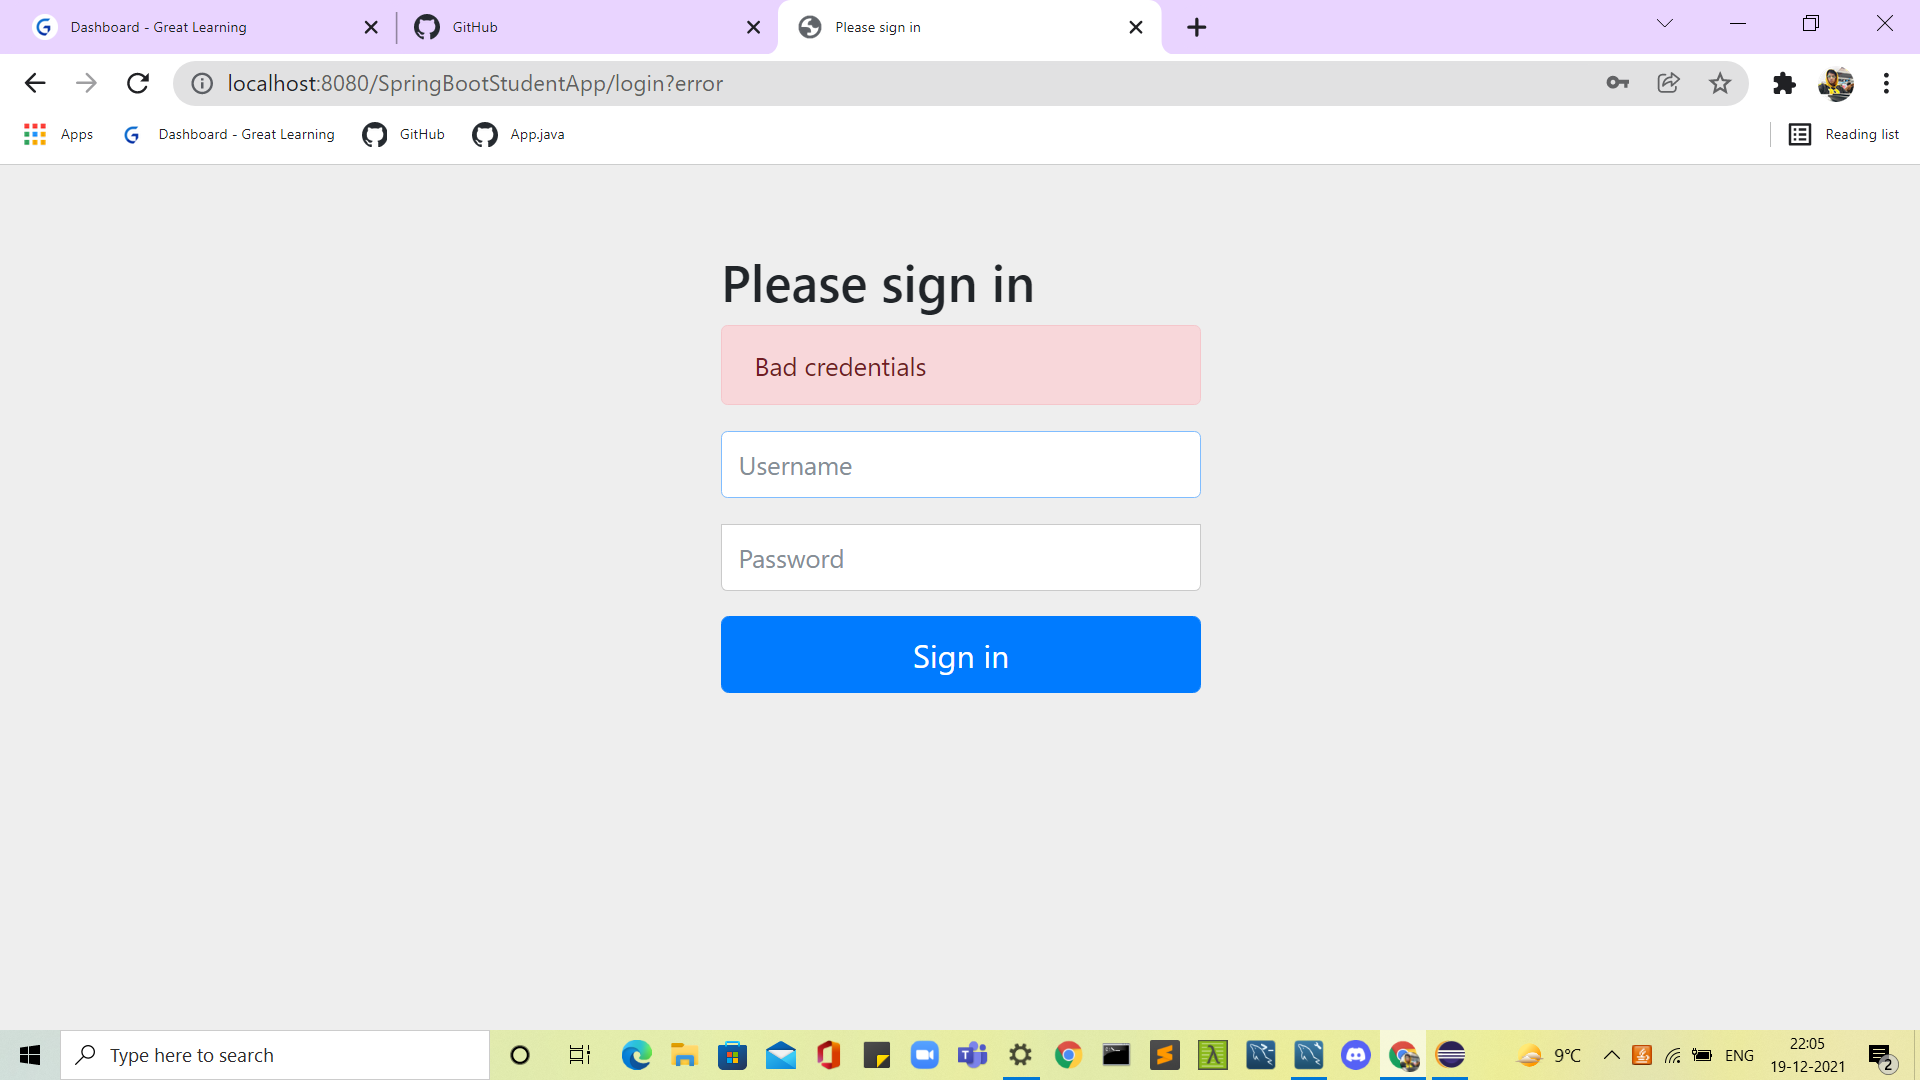 Dashboard - Great Learning
GitHub
Please sign in
localhost:8080/SpringBootStudentApp/login?error
Apps
Dashboard - Great Learning
GitHub
App.java
Reading list
Please sign in
Bad credentials
Username
Password
Sign in
Type here to search
9°C
ENG
22:05
19-12-2021
2